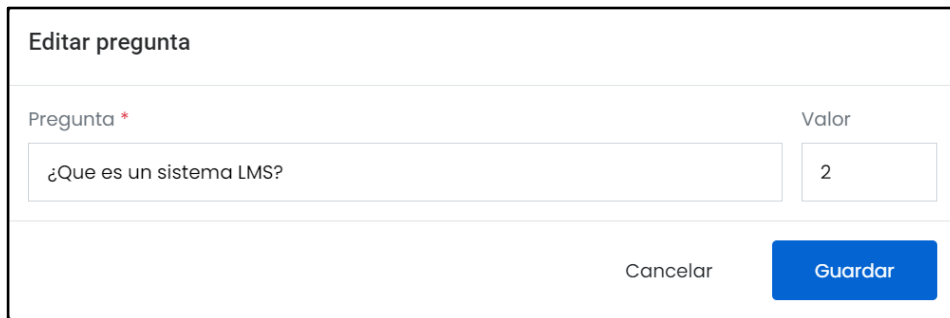 Editar pregunta
Pregunta * Valor
¿Que es un sistema LMS? 2
Cancelar Guardar